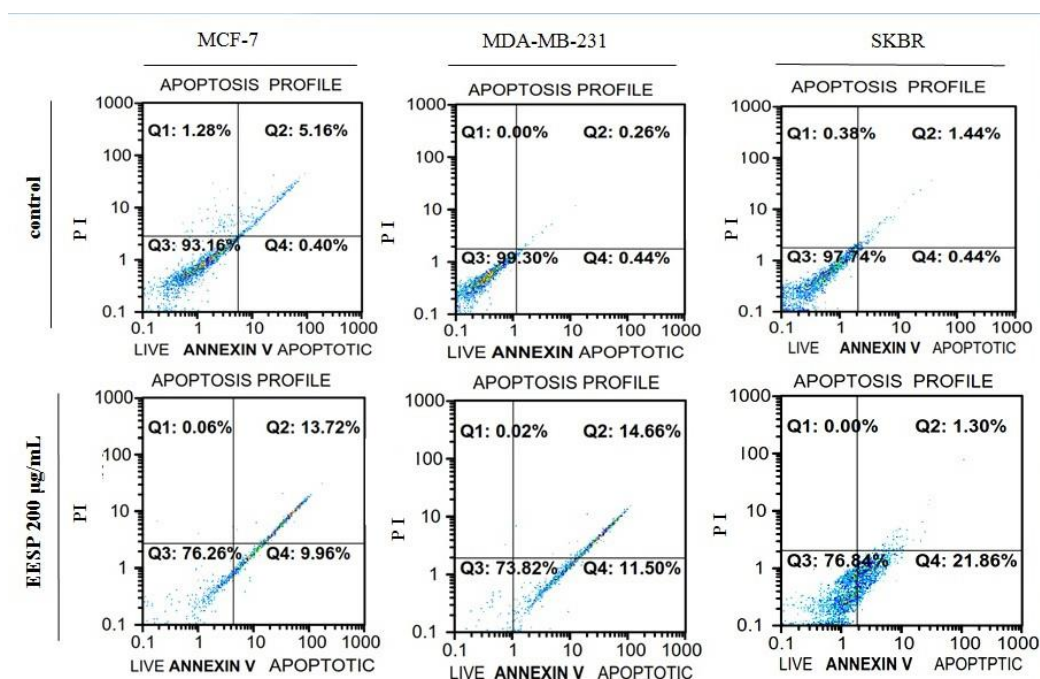 MCF-7 MDA-MB-231 SKBR
control
APOPTOSIS PROFILE
1000
100
10
1
0.1
P I
Q1: 1.28% Q2: 5.16%
Q3: 93.16% Q4: 0.40%
0.1 1 10 100 1000
LIVE ANNEXIN V APOPTOTIC
APOPTOSIS PROFILE
1000
100
10
1
0.1
P I
Q1: 0.00% Q2: 0.26%
Q3: 99.30% Q4: 0.44%
0.1 1 10 100 1000
LIVE ANNEXIN APOPTOTIC
APOPTOSIS PROFILE
1000
100
10
1
0.1
P I
Q1: 0.38% Q2: 1.44%
Q3: 97.74% Q4: 0.44%
0.1 1 10 100 1000
LIVE ANNEXIN V APOPTOTIC
EESP 200 µg/mL
APOPTOSIS PROFILE
1000
100
10
1
0.1
PI
Q1: 0.06% Q2: 13.72%
Q3: 76.26% Q4: 9.96%
0.1 1 10 100 1000
LIVE ANNEXIN V APOPTOTIC
APOPTOSIS PROFILE
1000
100
10
1
0.1
P I
Q1: 0.02% Q2: 14.66%
Q3: 73.82% Q4: 11.50%
0.1 1 10 100 1000
LIVE ANNEXIN V APOPTOTIC
APOPTOSIS PROFILE
1000
100
10
1
0.1
P I
Q1: 0.00% Q2: 1.30%
Q3: 76.84% Q4: 21.86%
0.1 1 10 100 1000
LIVE ANNEXIN V APOPTPTIC